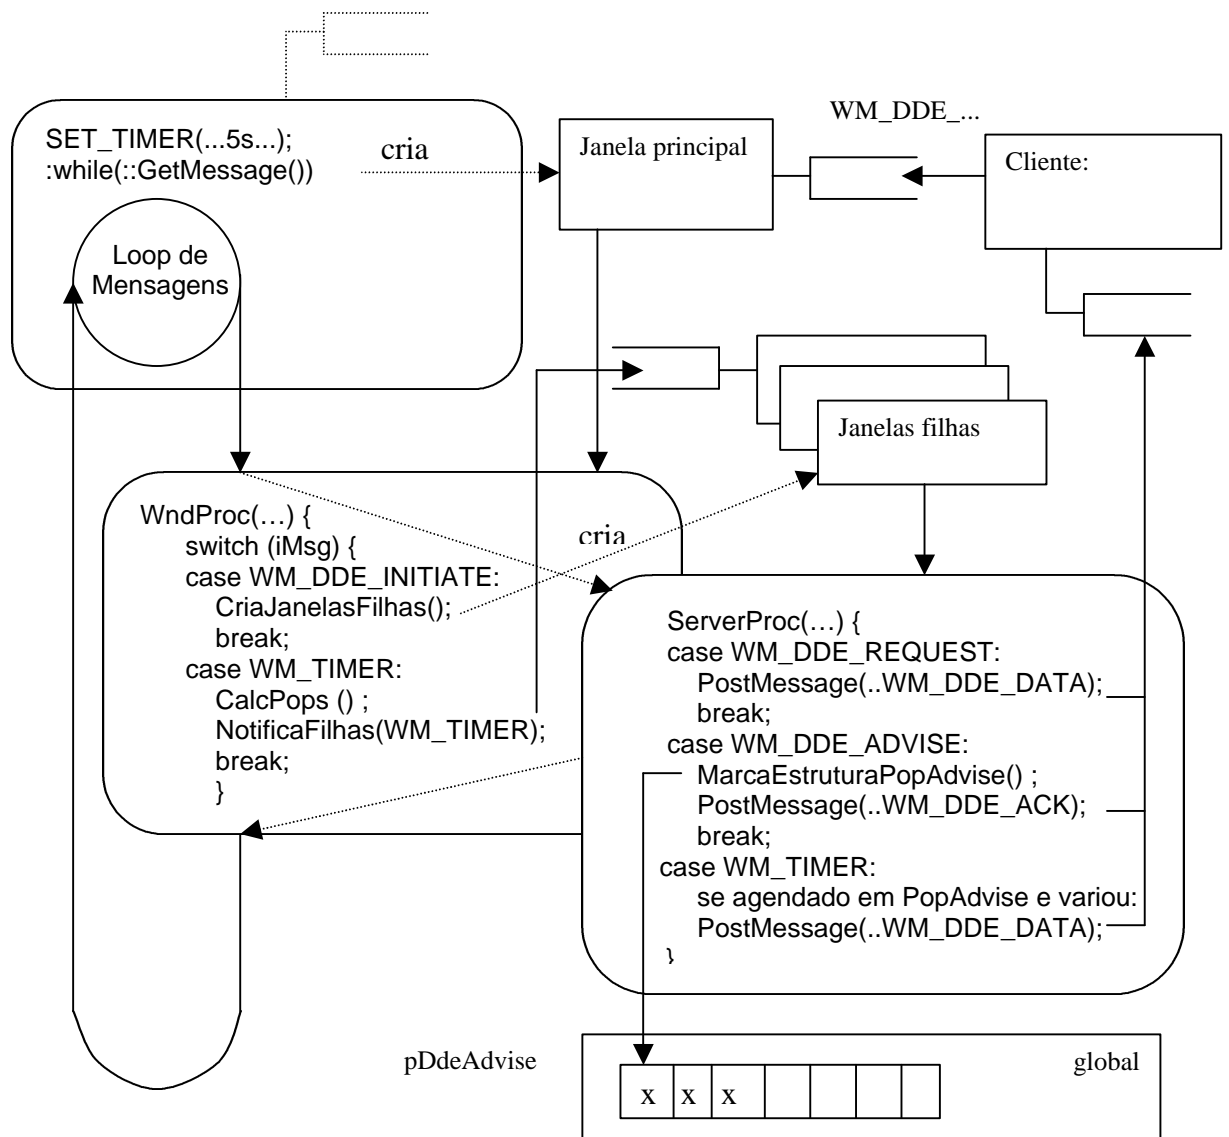 WM_DDE_...
SET_TIMER(...5s...);
:while(::GetMessage())
cria
Janela principal
Cliente:
Loop de
Mensagens
Janelas filhas
WndProc(…) {
switch (iMsg) {
case WM_DDE_INITIATE:
CriaJanelasFilhas();
break;
case WM_TIMER:
CalcPops () ;
NotificaFilhas(WM_TIMER);
break;
}
cria
ServerProc(…) {
case WM_DDE_REQUEST:
PostMessage(..WM_DDE_DATA);
break;
case WM_DDE_ADVISE:
MarcaEstruturaPopAdvise() ;
PostMessage(..WM_DDE_ACK);
break;
case WM_TIMER:
se agendado em PopAdvise e variou:
PostMessage(..WM_DDE_DATA);
}
pDdeAdvise
global
x x x